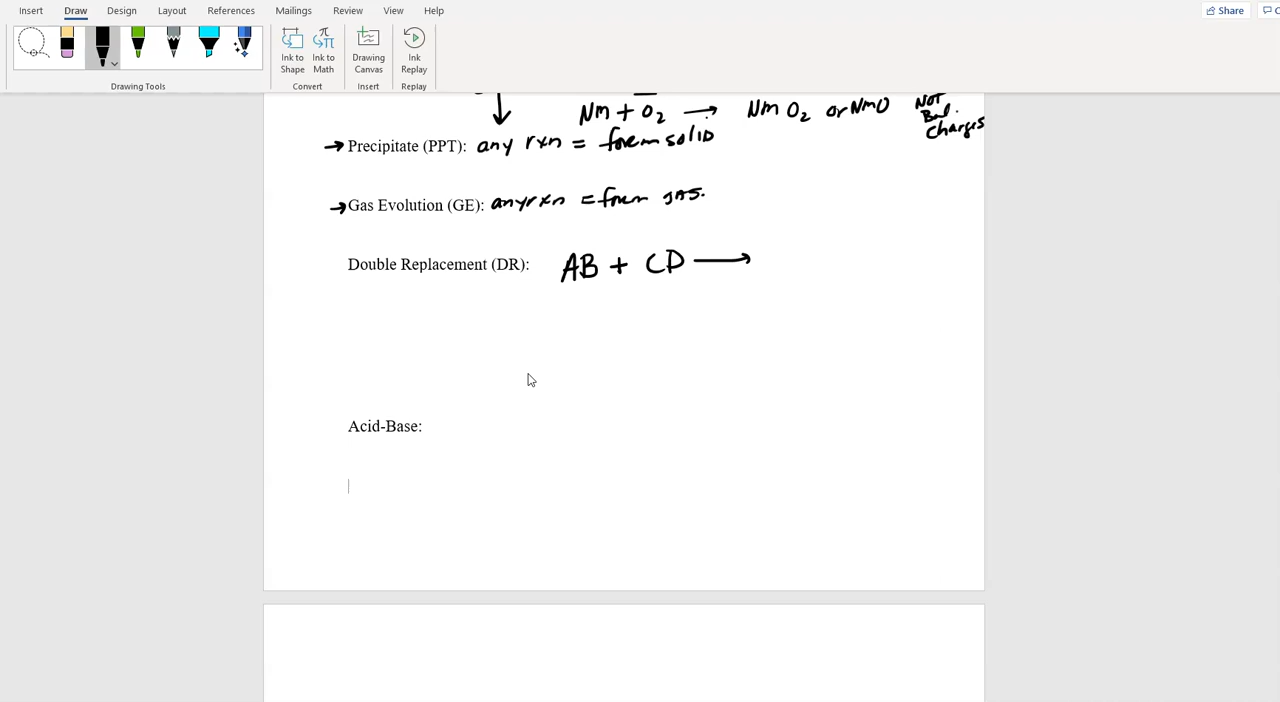 Insert Draw Design Layout References Mailings Review View Help Share
Ink to Shape Ink to Math Drawing Canvas Ink Replay
Drawing Tools Convert Insert Replay
Nm + O2 → NmO2 or NmO Not Bal. charges
→ Precipitate (PPT): any rxn = form solid
→ Gas Evolution (GE): any rxn = form gas.
Double Replacement (DR): AB + CD →
Acid-Base: